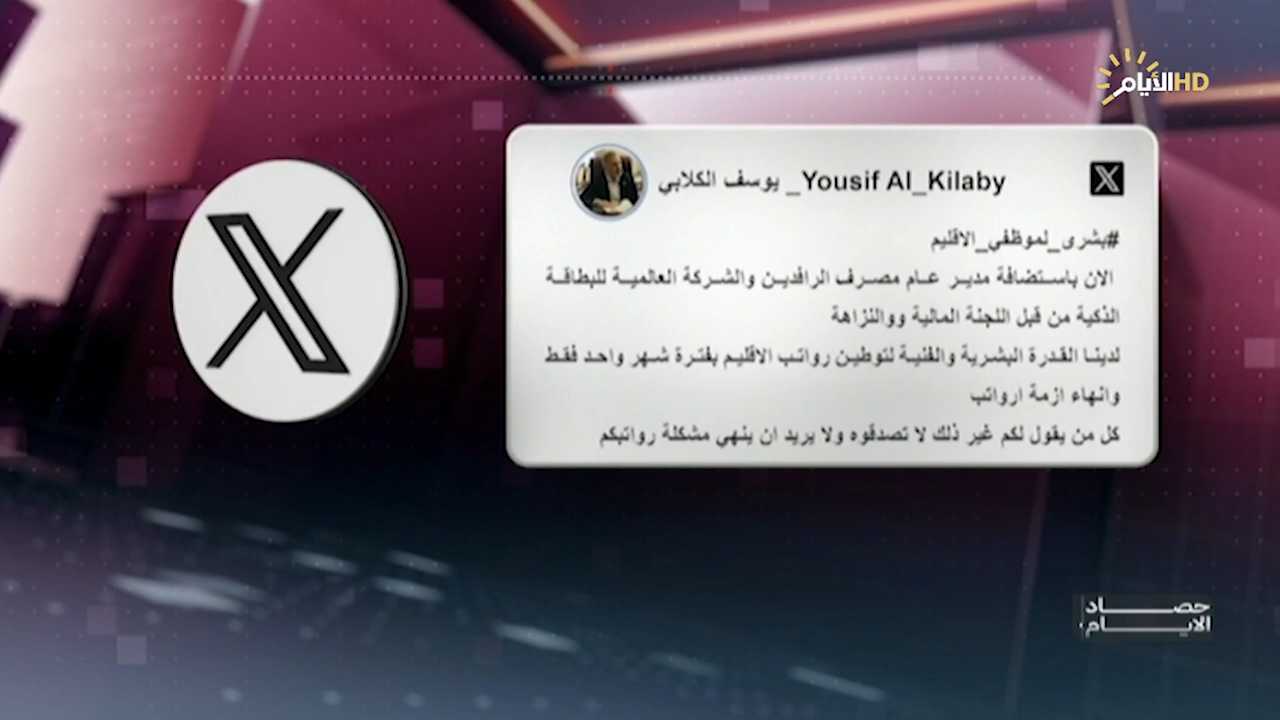 الأيام HD
يوسف الكلابي _Yousif Al_Kilaby
#بشرى_لموظفي_الاقليم
الان باستضافة مدير عام مصرف الرافدين والشركة العالمية للبطاقة
الذكية من قبل اللجنة المالية ووالنزاهة
لدينا القدرة البشرية والفنية لتوطين رواتب الاقليم بفترة شهر واحد فقط
وانهاء ازمة ارواتب
كل من يقول لكم غير ذلك لا تصدقوه ولا يريد ان ينهي مشكلة رواتبكم
حصاد
الايام